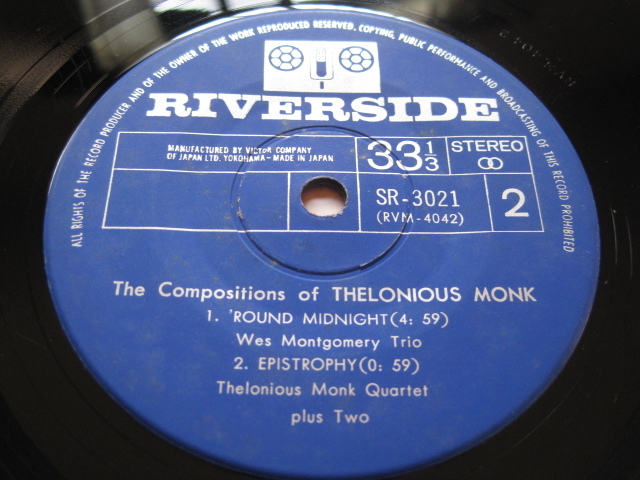 ALL RIGHTS OF THE RECORD PRODUCER AND OF THE OWNER OF THE WORK REPRODUCED RESERVED. COPYING, PUBLIC PERFORMANCE AND BROADCASTING OF THIS RECORD PROHIBITED
RIVERSIDE
MANUFACTURED BY VICTOR COMPANY
OF JAPAN LTD. YOKOHAMA-MADE IN JAPAN
33 1/3
STEREO
SR-3021
(RVM-4042)
2
The Compositions of THELONIOUS MONK
1. 'ROUND MIDNIGHT(4: 59)
Wes Montgomery Trio
2. EPISTROPHY(0: 59)
Thelonious Monk Quartet
plus Two